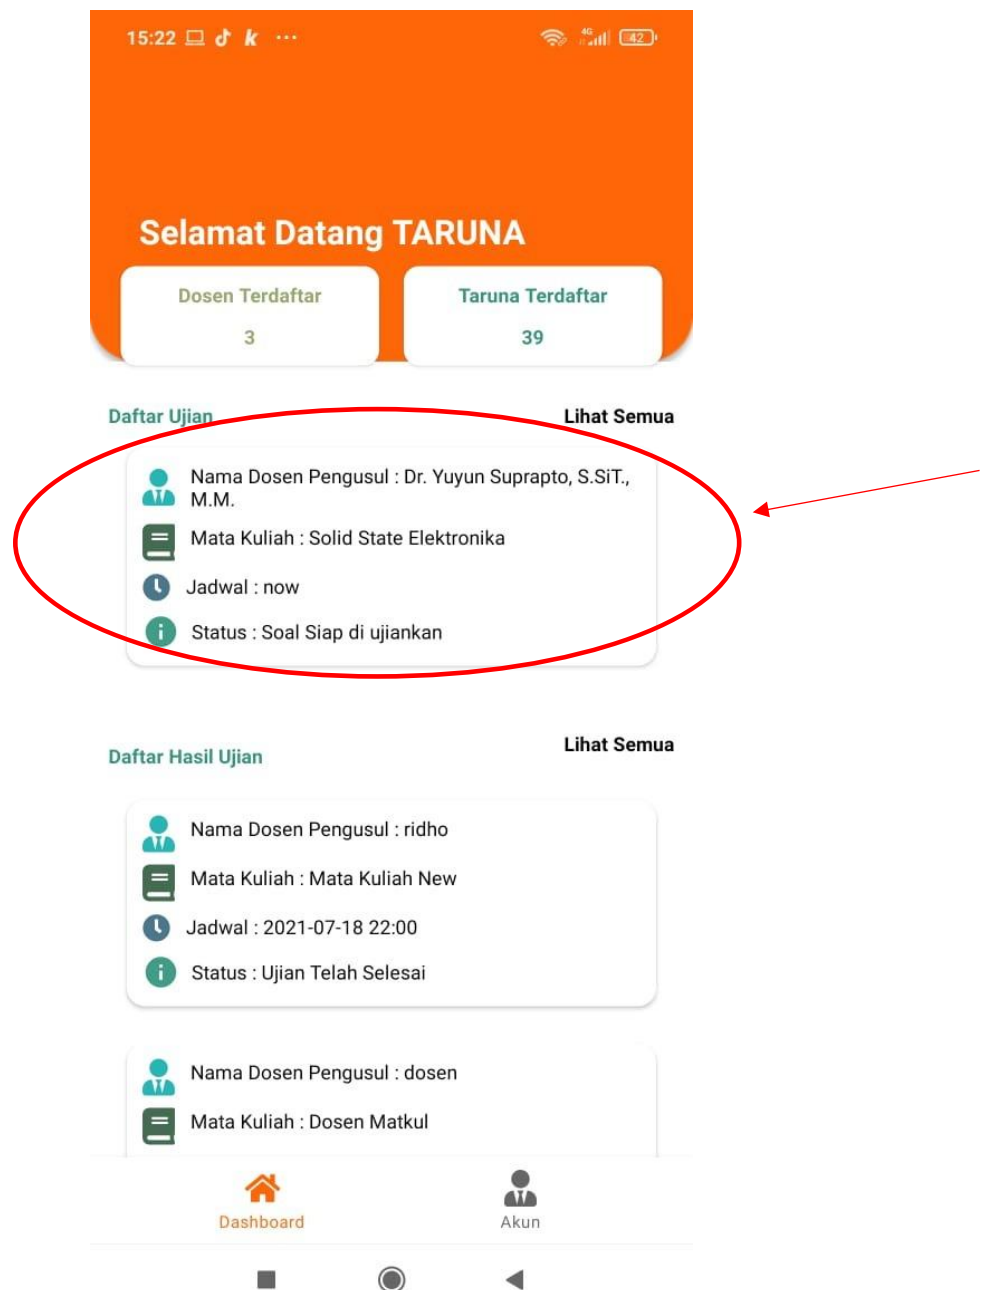 15:22 k ...
4G 42
Selamat Datang TARUNA
Dosen Terdaftar
3
Taruna Terdaftar
39
Daftar Ujian
Lihat Semua
Nama Dosen Pengusul : Dr. Yuyun Suprapto, S.SiT.,
M.M.
Mata Kuliah : Solid State Elektronika
Jadwal : now
Status : Soal Siap di ujiankan
Daftar Hasil Ujian
Lihat Semua
Nama Dosen Pengusul : ridho
Mata Kuliah : Mata Kuliah New
Jadwal : 2021-07-18 22:00
Status : Ujian Telah Selesai
Nama Dosen Pengusul : dosen
Mata Kuliah : Dosen Matkul
Dashboard
Akun